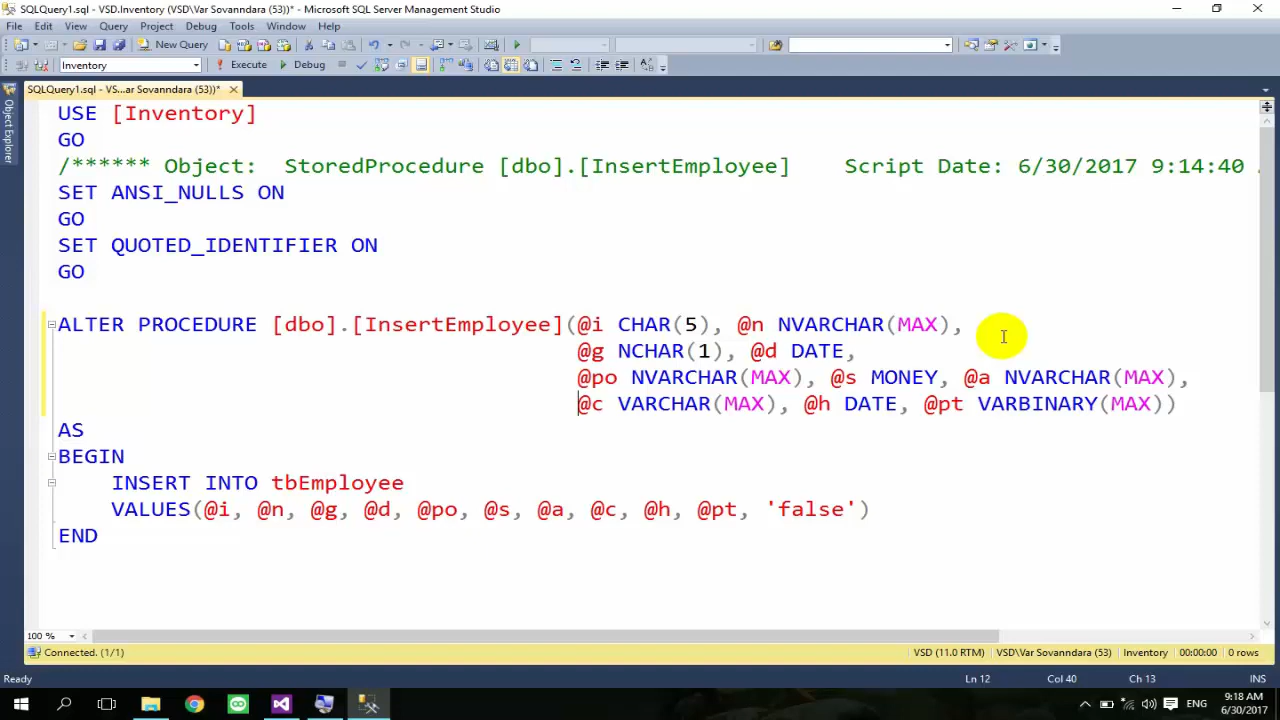 SQLQuery1.sql - VSD.Inventory (VSD\Var Sovanndara (53))* - Microsoft SQL Server Management Studio
File Edit View Query Project Debug Tools Window Help
New Query
Inventory Execute Debug
SQLQuery1.sql - VS...ar Sovanndara (53))*
Object Explorer
USE [Inventory]
GO
/****** Object:  StoredProcedure [dbo].[InsertEmployee]    Script Date: 6/30/2017 9:14:40
SET ANSI_NULLS ON
GO
SET QUOTED_IDENTIFIER ON
GO
ALTER PROCEDURE [dbo].[InsertEmployee](@i CHAR(5), @n NVARCHAR(MAX),
@g NCHAR(1), @d DATE,
@po NVARCHAR(MAX), @s MONEY, @a NVARCHAR(MAX),
@c VARCHAR(MAX), @h DATE, @pt VARBINARY(MAX))
AS
BEGIN
INSERT INTO tbEmployee
VALUES(@i, @n, @g, @d, @po, @s, @a, @c, @h, @pt, 'false')
END
100 %
Connected. (1/1) VSD (11.0 RTM) VSD\Var Sovanndara (53) Inventory 00:00:00 0 rows
Ready Ln 12 Col 40 Ch 13 INS
ENG 9:18 AM
6/30/2017